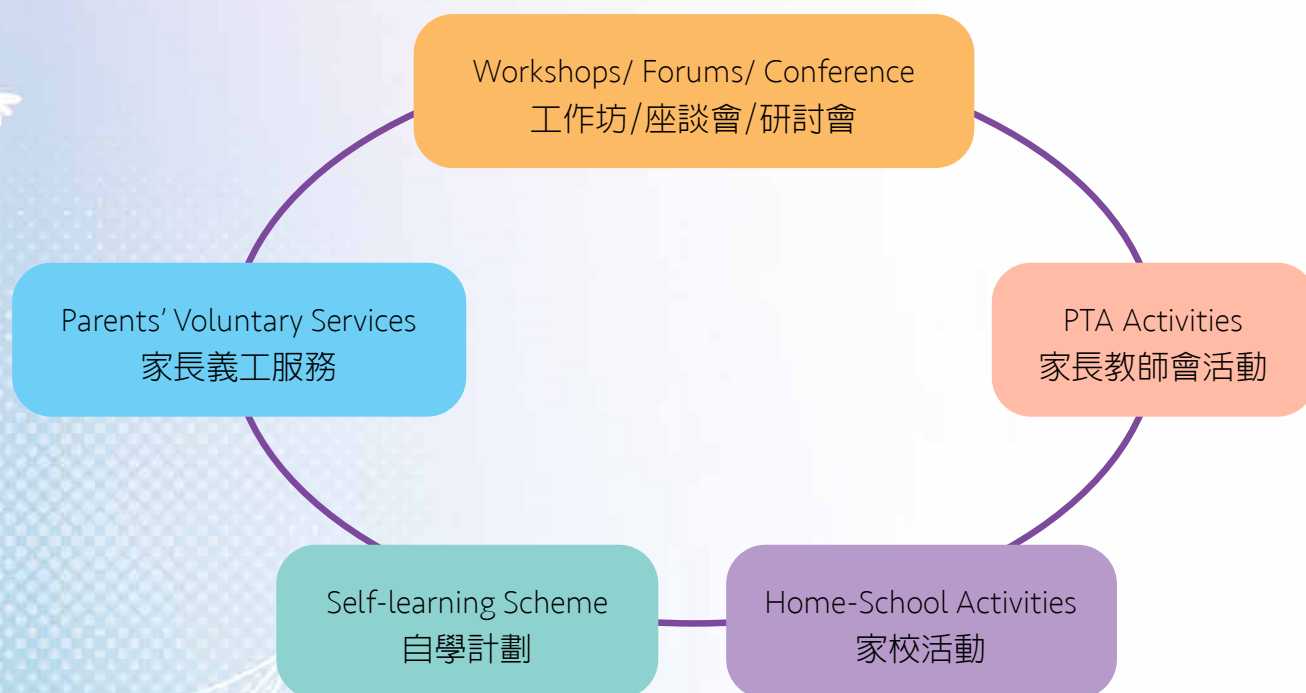 Workshops/ Forums/ Conference
工作坊/座談會/研討會
Parents’ Voluntary Services
家長義工服務
PTA Activities
家長教師會活動
Self-learning Scheme
自學計劃
Home-School Activities
家校活動